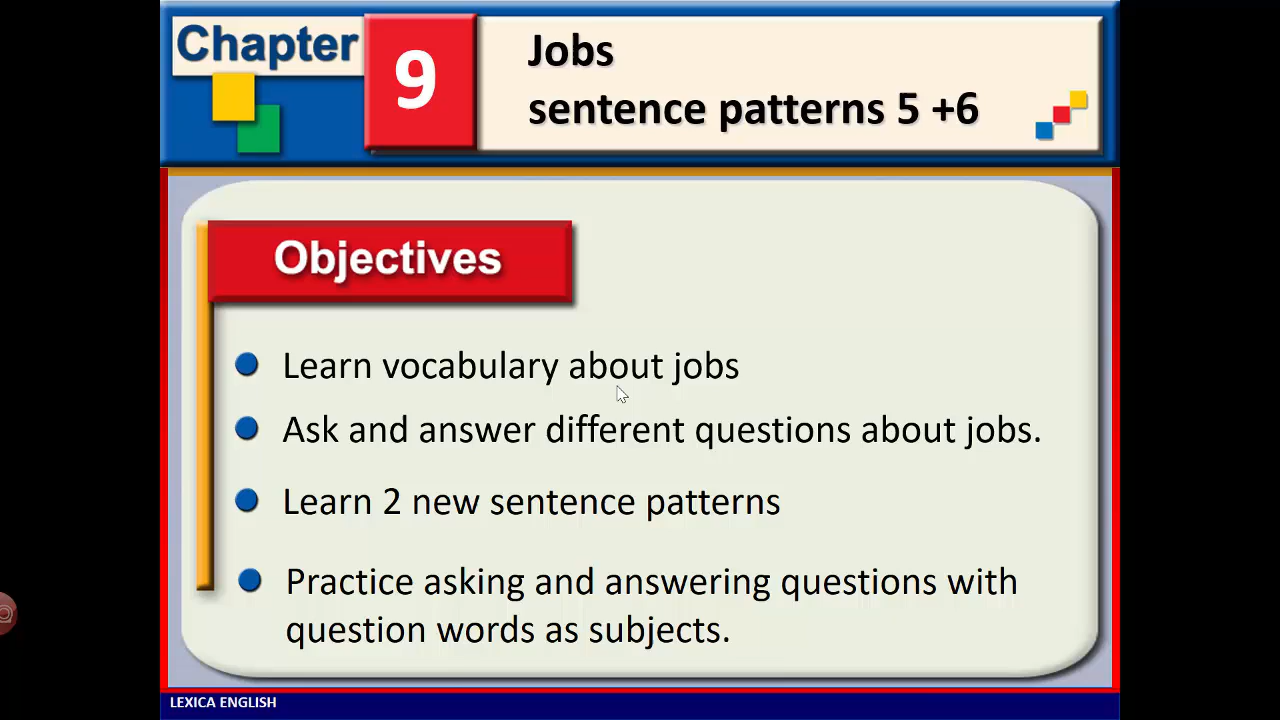 Chapter
9
Jobs
sentence patterns 5 +6
Objectives
Learn vocabulary about jobs
Ask and answer different questions about jobs.
Learn 2 new sentence patterns
Practice asking and answering questions with
question words as subjects.
LEXICA ENGLISH